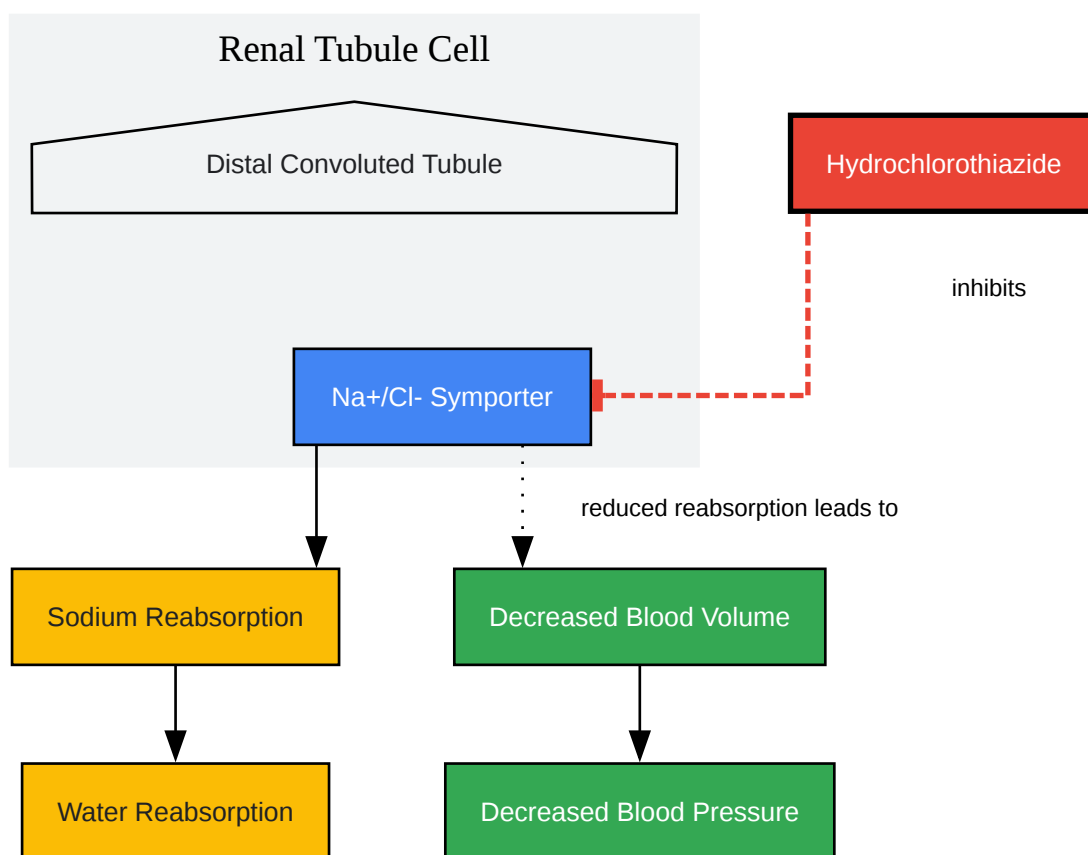 Renal Tubule Cell
Distal Convoluted Tubule
Hydrochlorothiazide
inhibits
Na+/Cl- Symporter
reduced reabsorption leads to
Sodium Reabsorption
Decreased Blood Volume
Water Reabsorption
Decreased Blood Pressure